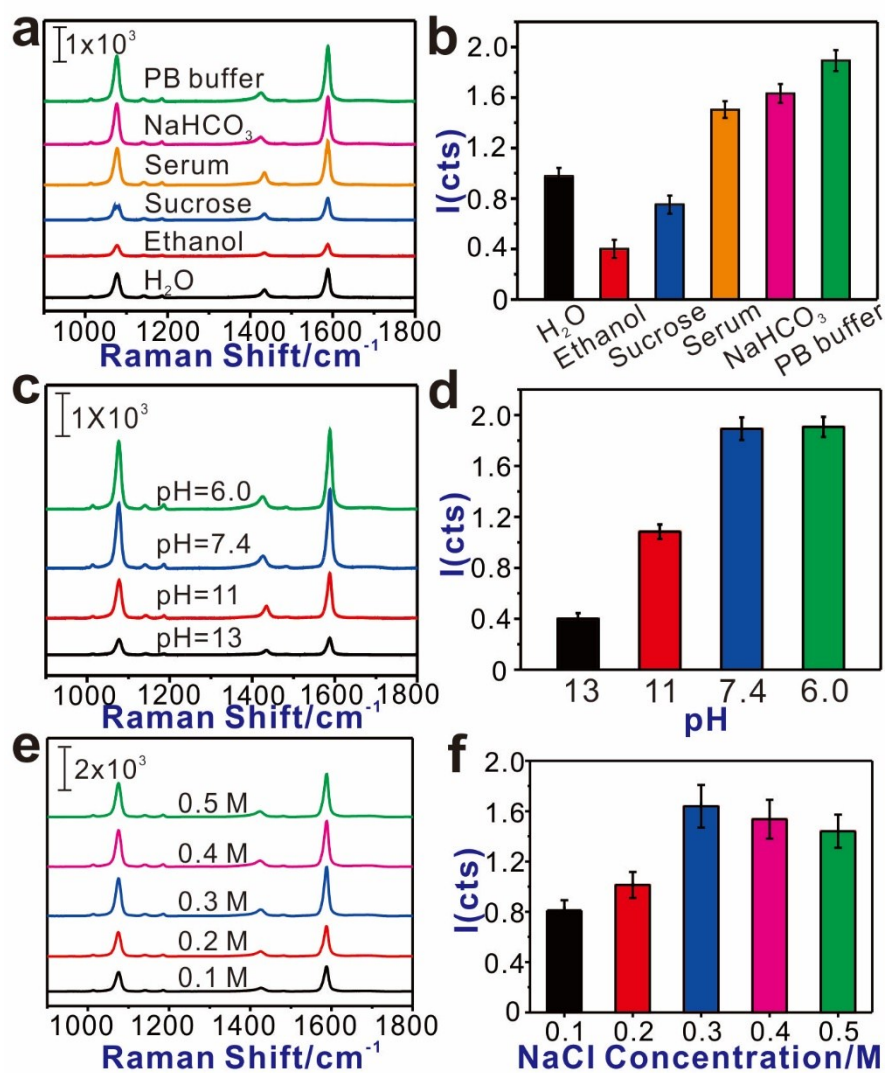 a
1x10³
PB buffer
NaHCO₃
Serum
Sucrose
Ethanol
H₂O
1000 1200 1400 1600 1800
Raman Shift/cm⁻¹
b
2.0
1.6
1.2
0.8
0.4
0
I(cts)
H₂O
Ethanol
Sucrose
Serum
NaHCO₃
PB buffer
c
1X10³
pH=6.0
pH=7.4
pH=11
pH=13
1000 1200 1400 1600 1800
Raman Shift/cm⁻¹
d
2.0
1.6
1.2
0.8
0.4
0
I(cts)
13 11 7.4 6.0
pH
e
2x10³
0.5 M
0.4 M
0.3 M
0.2 M
0.1 M
1000 1200 1400 1600 1800
Raman Shift/cm⁻¹
f
2.0
1.6
1.2
0.8
0.4
0
I(cts)
0.1 0.2 0.3 0.4 0.5
NaCl Concentration/M